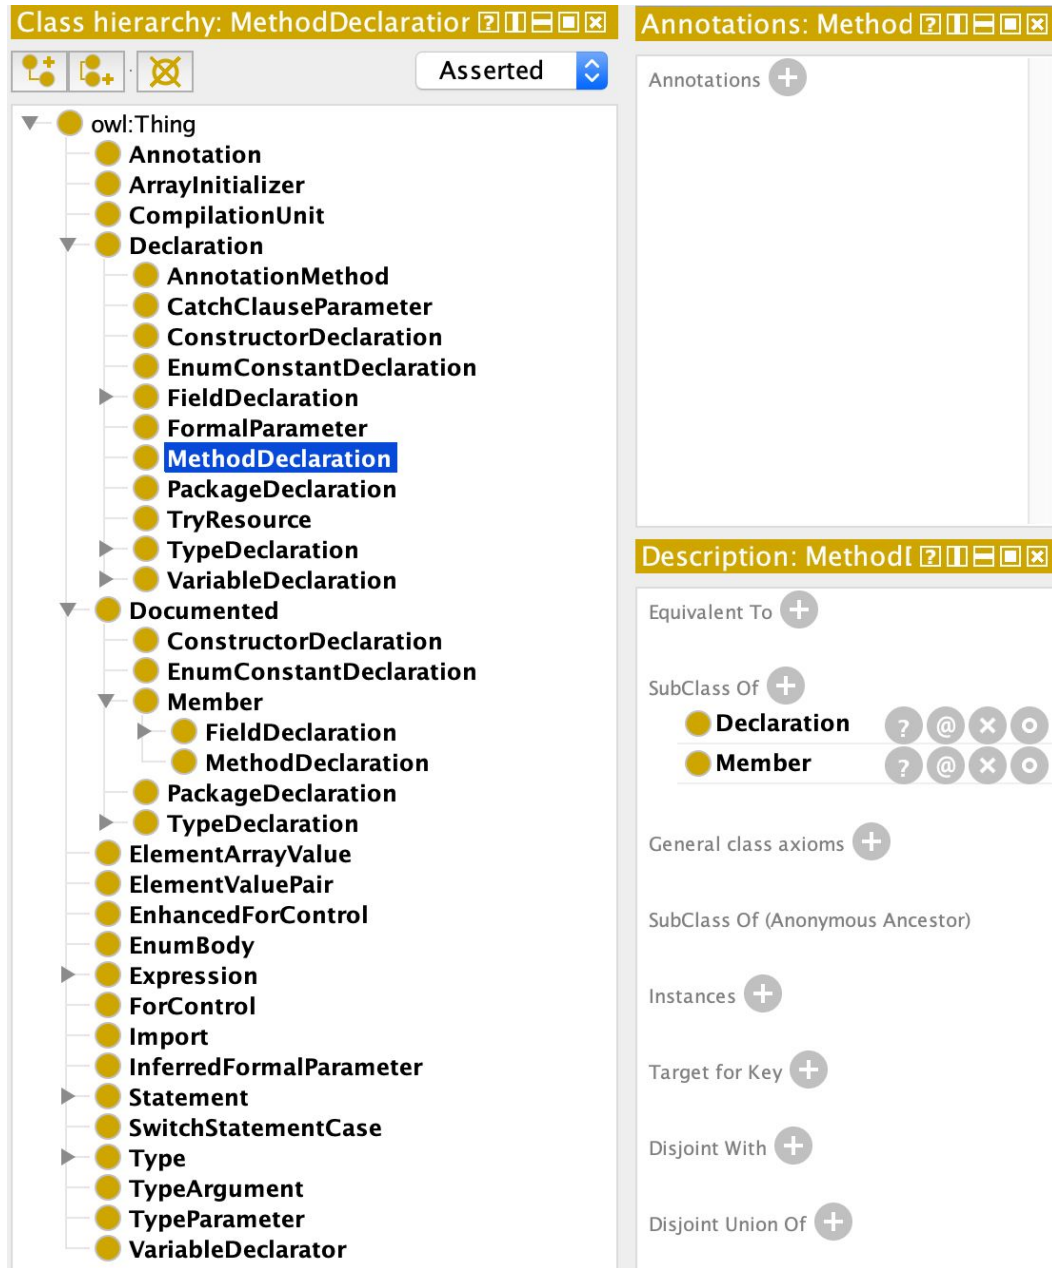 Class hierarchy: MethodDeclaration
Asserted
owl:Thing
Annotation
ArrayInitializer
CompilationUnit
Declaration
AnnotationMethod
CatchClauseParameter
ConstructorDeclaration
EnumConstantDeclaration
FieldDeclaration
FormalParameter
MethodDeclaration
PackageDeclaration
TryResource
TypeDeclaration
VariableDeclaration
Documented
ConstructorDeclaration
EnumConstantDeclaration
Member
FieldDeclaration
MethodDeclaration
PackageDeclaration
TypeDeclaration
ElementArrayValue
ElementValuePair
EnhancedForControl
EnumBody
Expression
ForControl
Import
InferredFormalParameter
Statement
SwitchStatementCase
Type
TypeArgument
TypeParameter
VariableDeclarator
Annotations: Method
Annotations
Description: Method
Equivalent To
SubClass Of
Declaration ? @
Member ? @
General class axioms
SubClass Of (Anonymous Ancestor)
Instances
Target for Key
Disjoint With
Disjoint Union Of